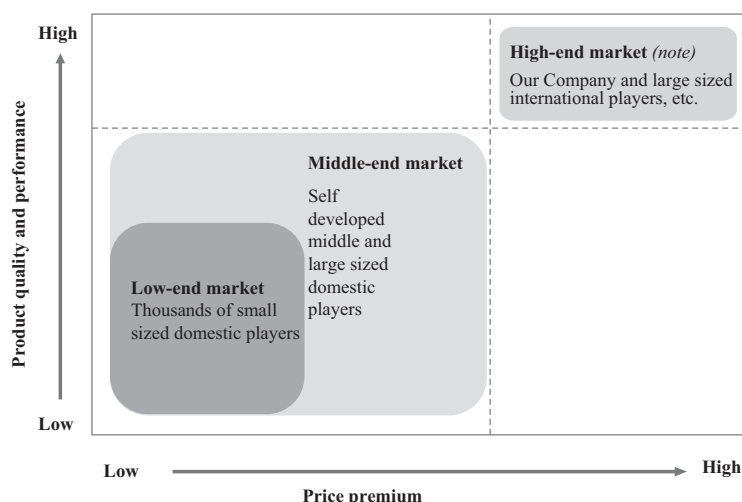 High
Product quality and performance
Low
High-end market (note)
Our Company and large sized
international players, etc.
Middle-end market
Self
developed
middle and
large sized
domestic
players
Low-end market
Thousands of small
sized domestic players
Low
High
Price premium